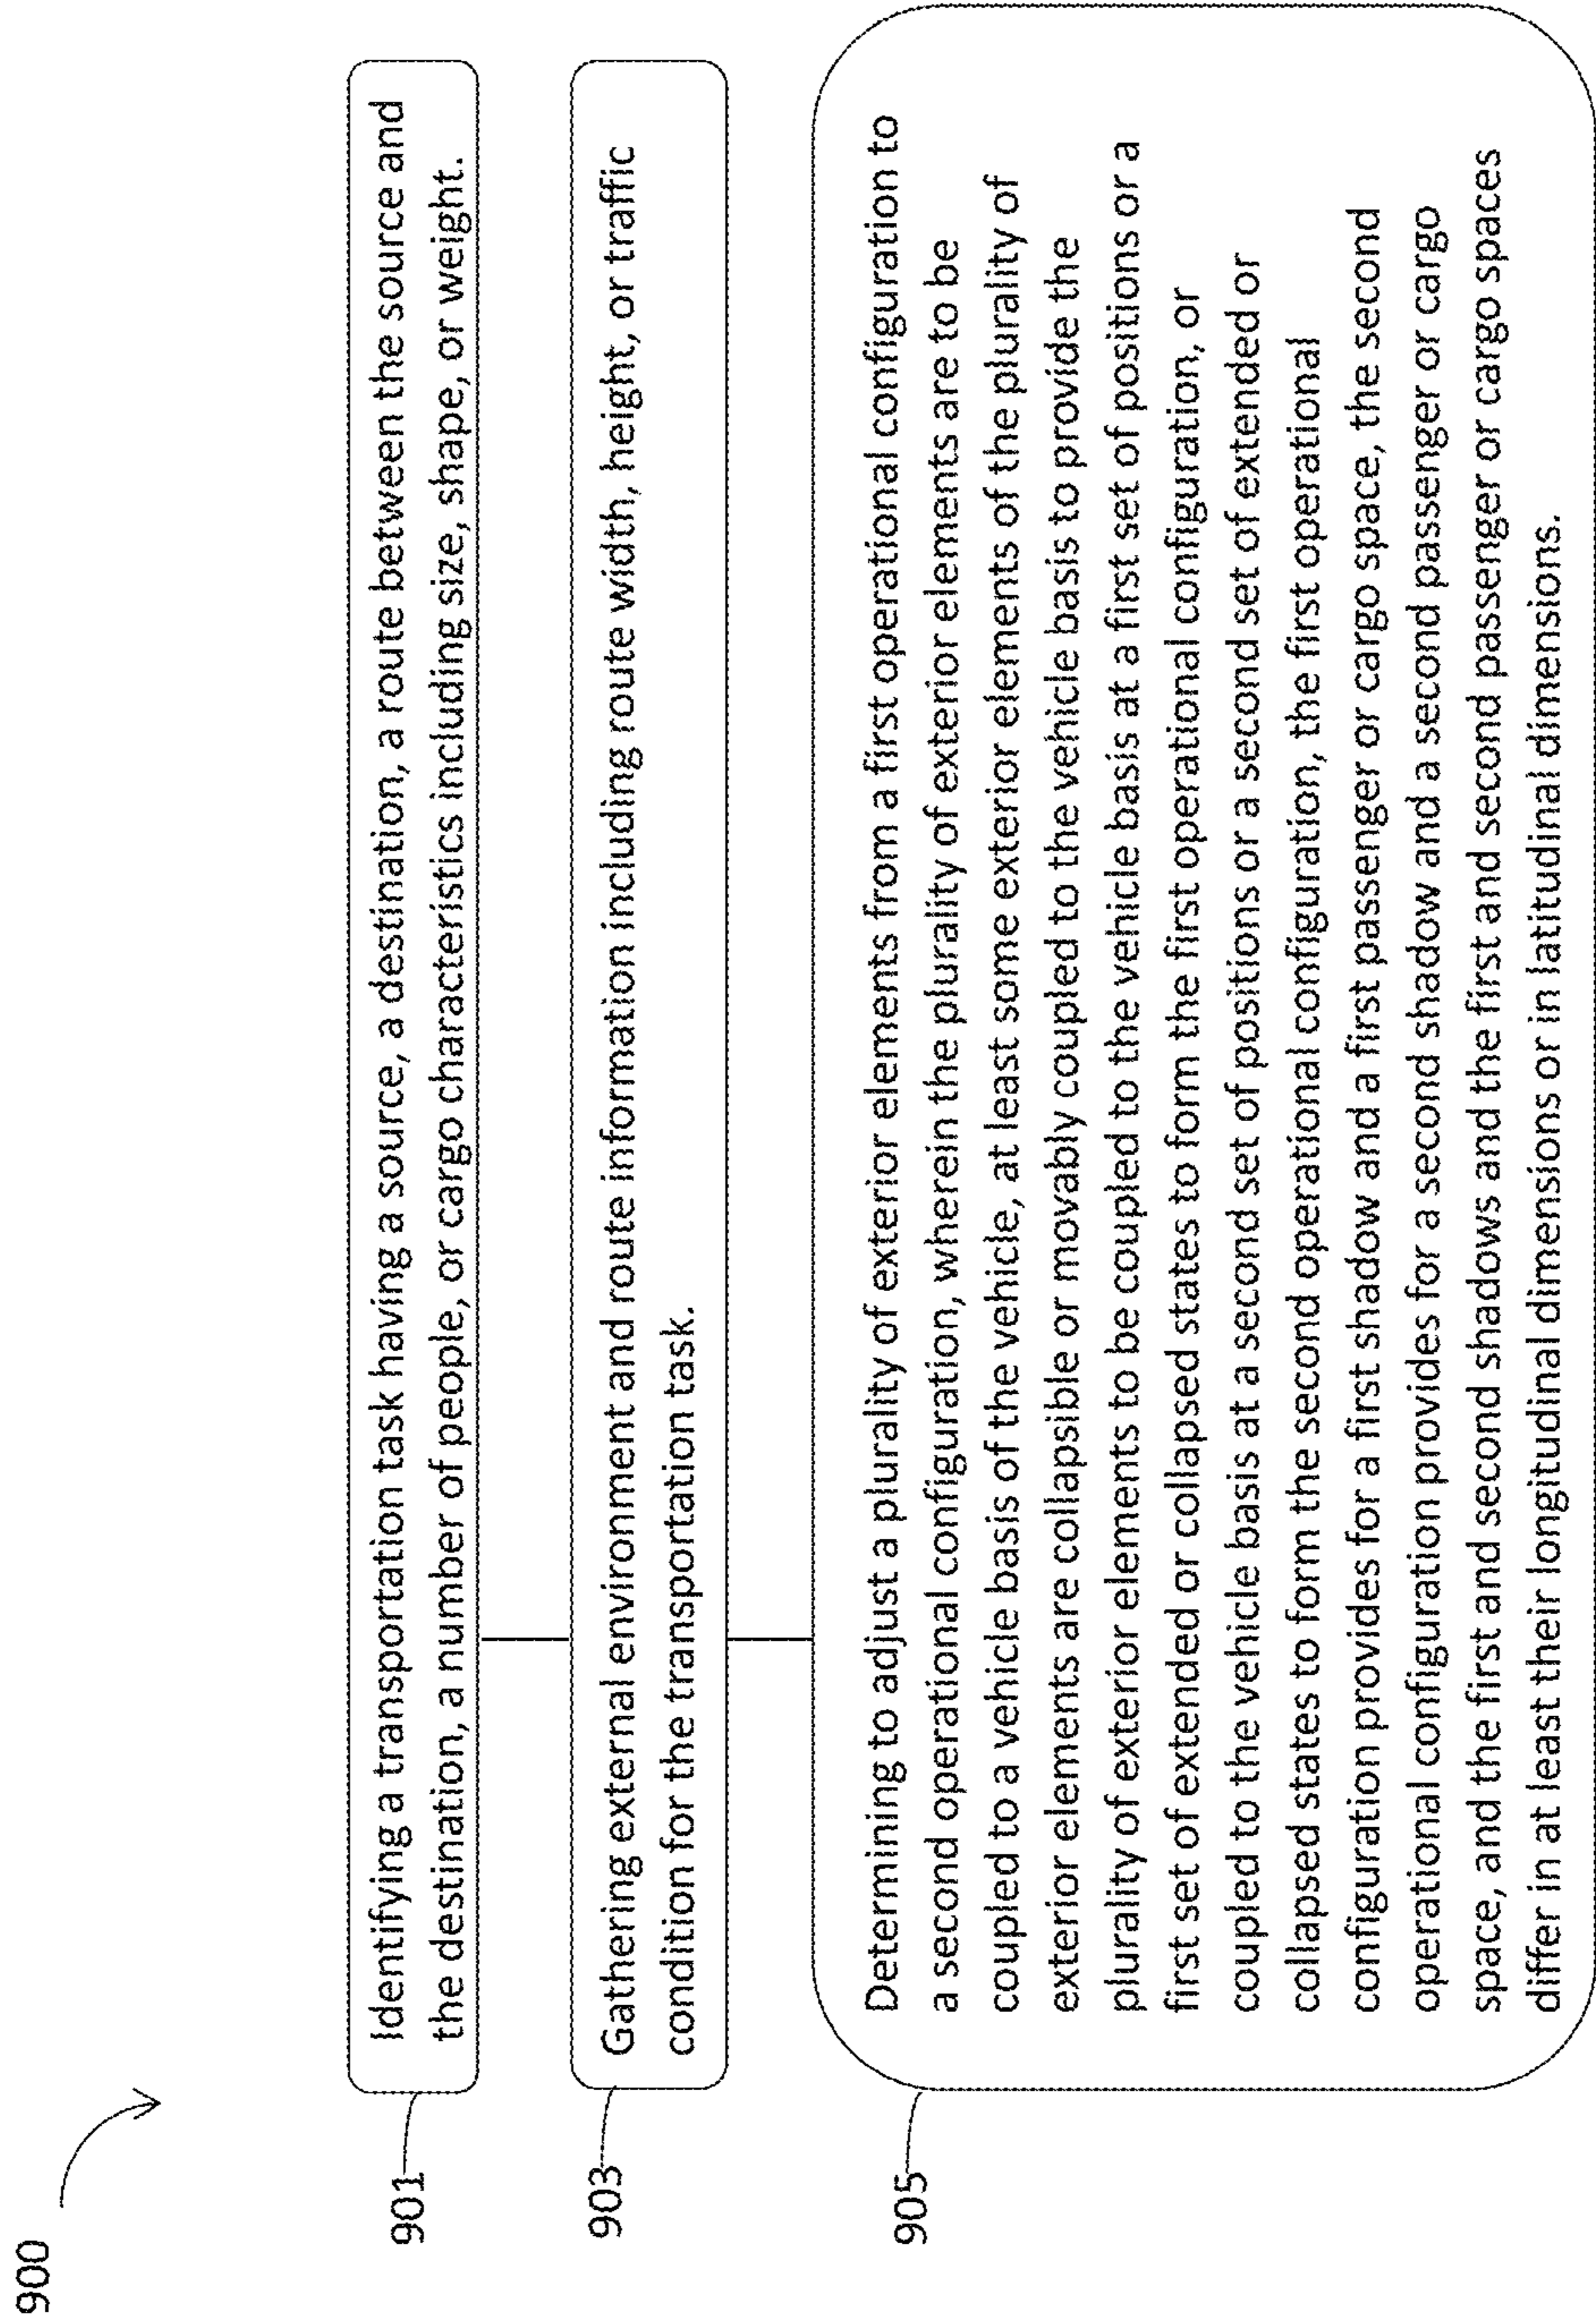 900
901
Identifying a transportation task having a source, a destination, a route between the source and
the destination, a number of people, or cargo characteristics including size, shape, or weight.
903
Gathering external environment and route information including route width, height, or traffic
condition for the transportation task.
905
Determining to adjust a plurality of exterior elements from a first operational configuration to
a second operational configuration, wherein the plurality of exterior elements are to be
coupled to a vehicle basis of the vehicle, at least some exterior elements of the plurality of
exterior elements are collapsible or movably coupled to the vehicle basis to provide the
plurality of exterior elements to be coupled to the vehicle basis at a first set of positions or a
first set of extended or collapsed states to form the first operational configuration, or
coupled to the vehicle basis at a second set of positions or a second set of extended or
collapsed states to form the second operational configuration, the first operational
configuration provides for a first shadow and a first passenger or cargo space, the second
operational configuration provides for a second shadow and a second passenger or cargo
space, and the first and second shadows and the first and second passenger or cargo spaces
differ in at least their longitudinal dimensions or in latitudinal dimensions.